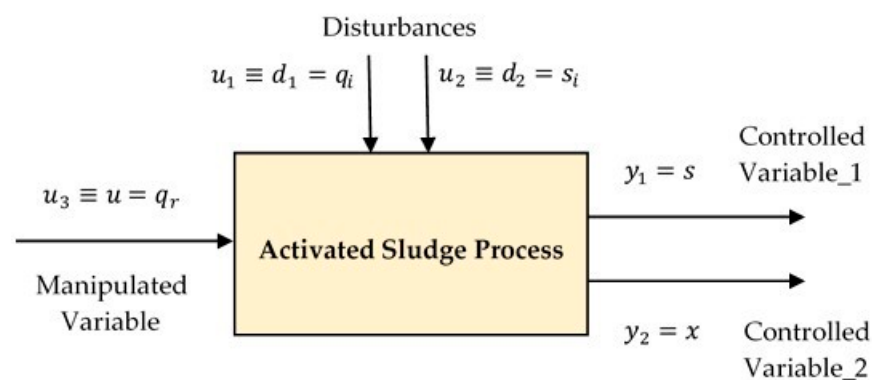 Disturbances
u₁ ≡ d₁ = qᵢ
u₂ ≡ d₂ = sᵢ
Controlled
Variable_1
y₁ = s
u₃ ≡ u = qᵣ
Activated Sludge Process
Manipulated
Variable
y₂ = x
Controlled
Variable_2